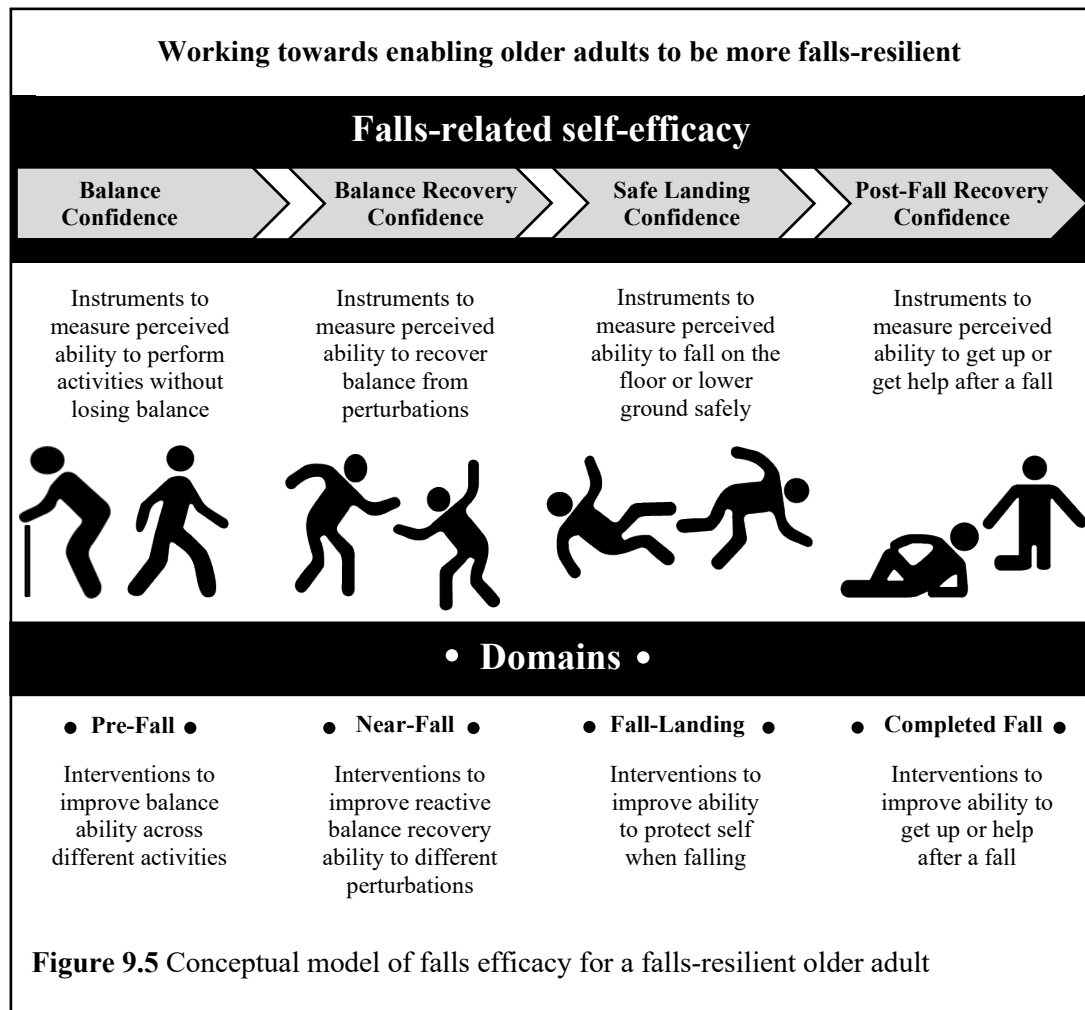 Working towards enabling older adults to be more falls-resilient
Falls-related self-efficacy
Balance
Confidence
Balance Recovery
Confidence
Safe Landing
Confidence
Post-Fall Recovery
Confidence
Instruments to
measure perceived
ability to perform
activities without
losing balance
Instruments to
measure perceived
ability to recover
balance from
perturbations
Instruments to
measure perceived
ability to fall on the
floor or lower
ground safely
Instruments to
measure perceived
ability to get up or
get help after a fall
• Domains •
• Pre-Fall •
Interventions to
improve balance
ability across
different activities
• Near-Fall •
Interventions to
improve reactive
balance recovery
ability to different
perturbations
• Fall-Landing •
Interventions to
improve ability
to protect self
when falling
• Completed Fall •
Interventions to
improve ability to
get up or help
after a fall
Figure 9.5 Conceptual model of falls efficacy for a falls-resilient older adult